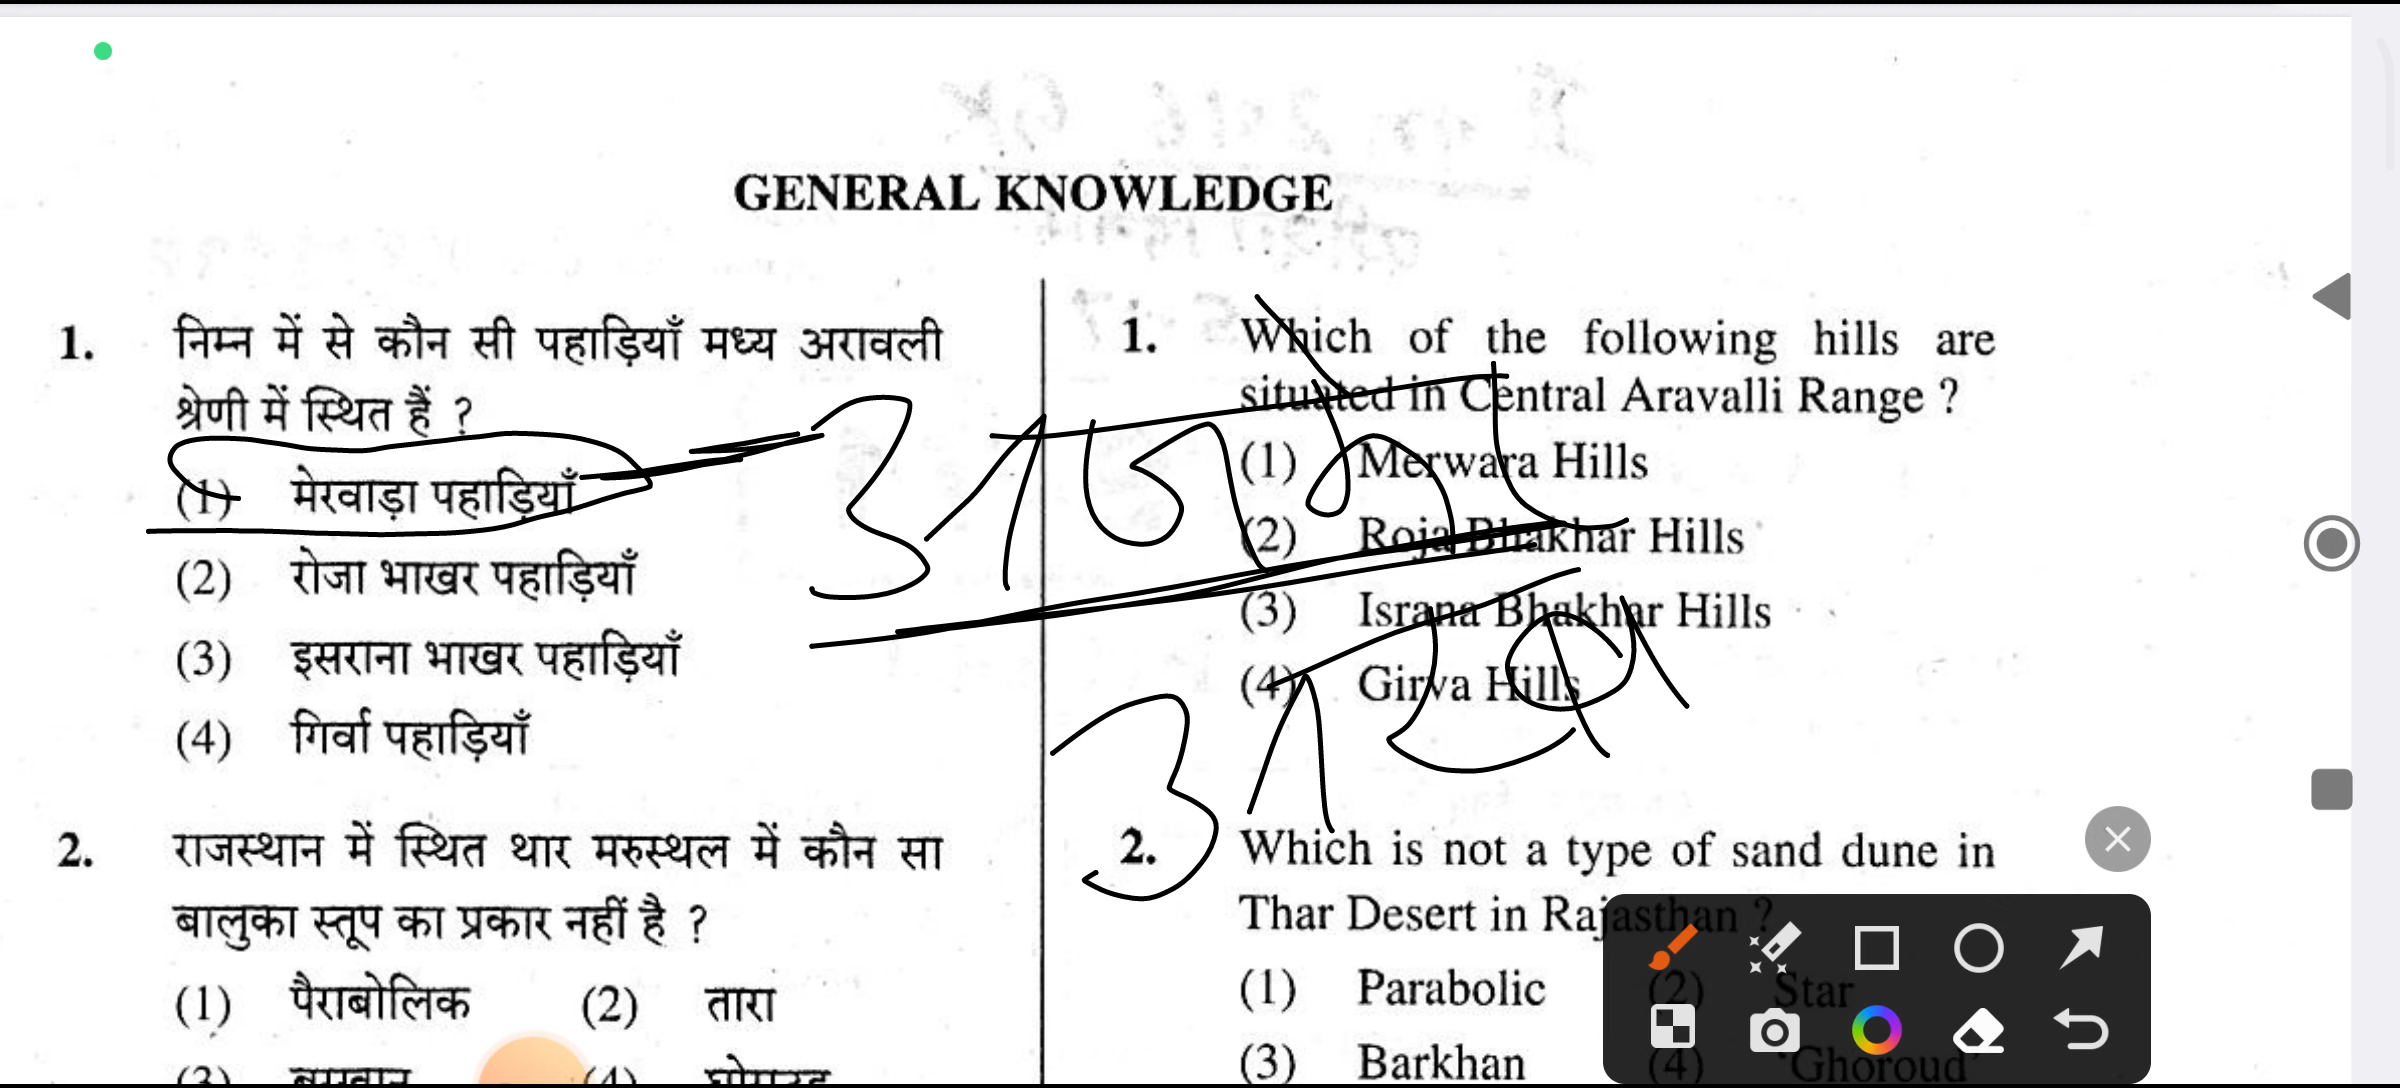 GENERAL KNOWLEDGE
1. निम्न में से कौन सी पहाड़ियाँ मध्य अरावली
श्रेणी में स्थित हैं ?
(1) मेरवाड़ा पहाड़ियाँ
(2) रोजा भाखर पहाड़ियाँ
(3) इसराना भाखर पहाड़ियाँ
(4) गिर्वा पहाड़ियाँ
2. राजस्थान में स्थित थार मरुस्थल में कौन सा
बालुका स्तूप का प्रकार नहीं है ?
(1) पैराबोलिक (2) तारा
1. Which of the following hills are
situated in Central Aravalli Range ?
(1) Merwara Hills
(2) Roja Bhakhar Hills
(3) Israna Bhakhar Hills
(4) Girva Hills
2. Which is not a type of sand dune in
Thar Desert in Rajasthan ?
(1) Parabolic (2) Star
(3) Barkhan (4) 'Ghoroud'